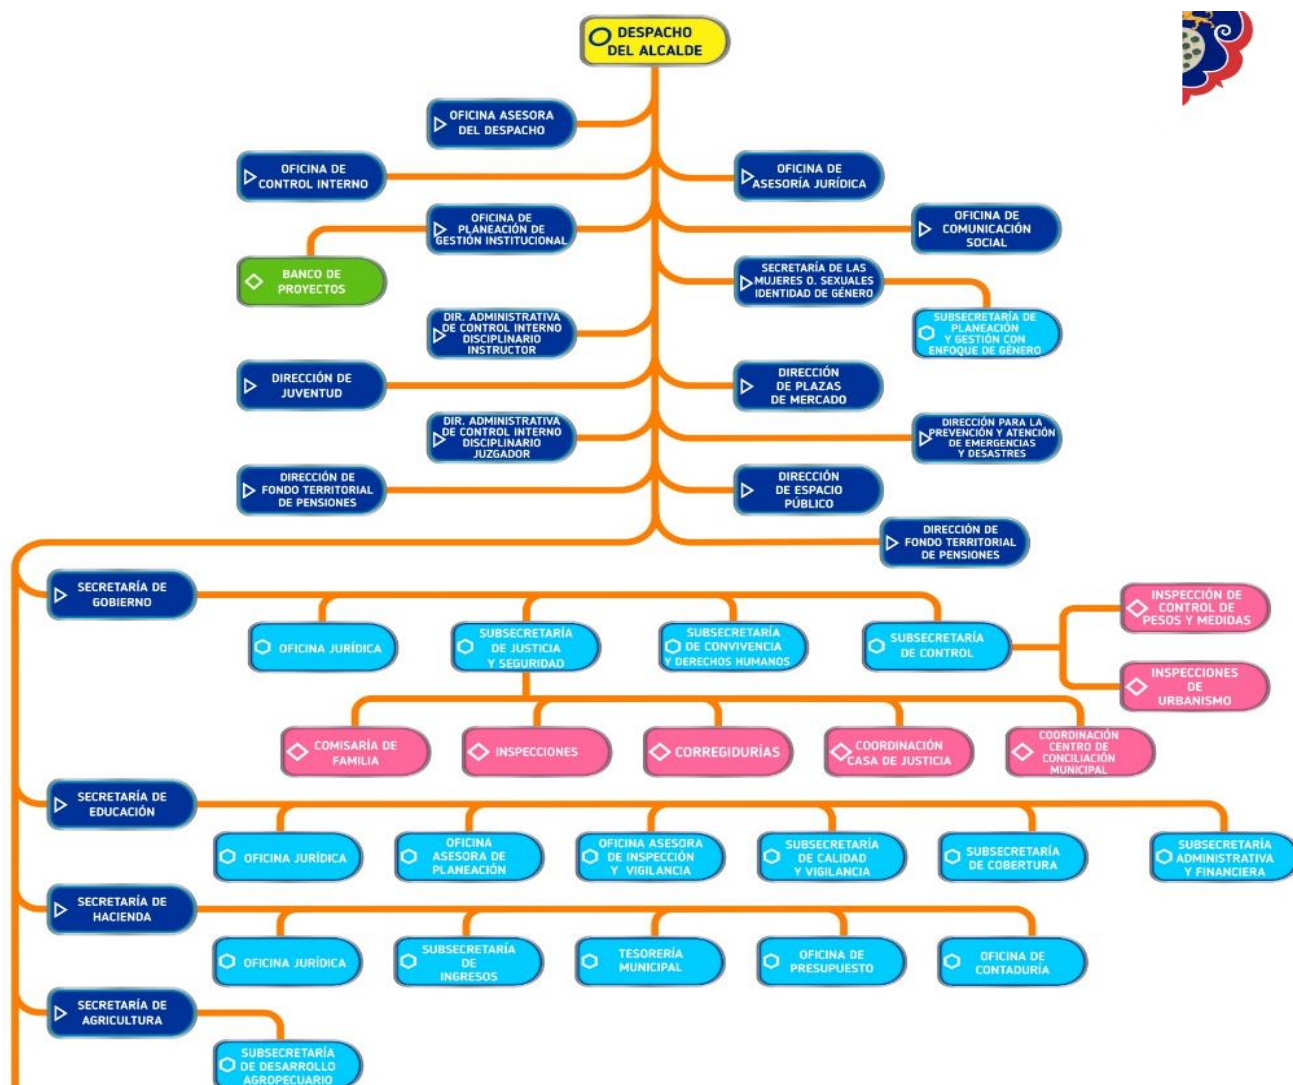 DESPACHO
DEL ALCALDE
OFICINA ASESORA
DEL DESPACHO
OFICINA DE
CONTROL INTERNO
OFICINA DE
ASESORÍA JURÍDICA
OFICINA DE
PLANEACIÓN DE
GESTIÓN INSTITUCIONAL
OFICINA DE
COMUNICACIÓN
SOCIAL
BANCO DE
PROYECTOS
SECRETARÍA DE LAS
MUJERES O. SEXUALES
IDENTIDAD DE GÉNERO
SUBSECRETARÍA DE
PLANEACIÓN
Y GESTIÓN CON
ENFOQUE DE GÉNERO
DIR. ADMINISTRATIVA
DE CONTROL INTERNO
DISCIPLINARIO
INSTRUCTOR
DIRECCIÓN DE
JUVENTUD
DIRECCIÓN
DE PLAZAS
DE MERCADO
DIR. ADMINISTRATIVA
DE CONTROL INTERNO
DISCIPLINARIO
JUZGADOR
DIRECCIÓN PARA LA
PREVENCIÓN Y ATENCIÓN
DE EMERGENCIAS
Y DESASTRES
DIRECCIÓN DE
FONDO TERRITORIAL
DE PENSIONES
DIRECCIÓN
DE ESPACIO
PÚBLICO
DIRECCIÓN DE
FONDO TERRITORIAL
DE PENSIONES
SECRETARÍA DE
GOBIERNO
OFICINA JURÍDICA
SUBSECRETARÍA
DE JUSTICIA
Y SEGURIDAD
SUBSECRETARÍA
DE CONVIVENCIA
Y DERECHOS HUMANOS
SUBSECRETARÍA
DE CONTROL
INSPECCIÓN DE
CONTROL DE
PESOS Y MEDIDAS
INSPECCIONES
DE
URBANISMO
COMISARÍA DE
FAMILIA
INSPECCIONES
CORREGIDURÍAS
COORDINACIÓN
CASA DE JUSTICIA
COORDINACIÓN
CENTRO DE
CONCILIACIÓN
MUNICIPAL
SECRETARÍA DE
EDUCACIÓN
OFICINA JURÍDICA
OFICINA
ASESORA DE
PLANEACIÓN
OFICINA ASESORA
DE INSPECCIÓN
Y VIGILANCIA
SUBSECRETARÍA
DE CALIDAD
Y VIGILANCIA
SUBSECRETARÍA
DE COBERTURA
SUBSECRETARÍA
ADMINISTRATIVA
Y FINANCIERA
SECRETARÍA DE
HACIENDA
OFICINA JURÍDICA
SUBSECRETARÍA
DE
INGRESOS
TESORERÍA
MUNICIPAL
OFICINA DE
PRESUPUESTO
OFICINA DE
CONTADURÍA
SECRETARÍA DE
AGRICULTURA
SUBSECRETARÍA
DE DESARROLLO
AGROPECUARIO